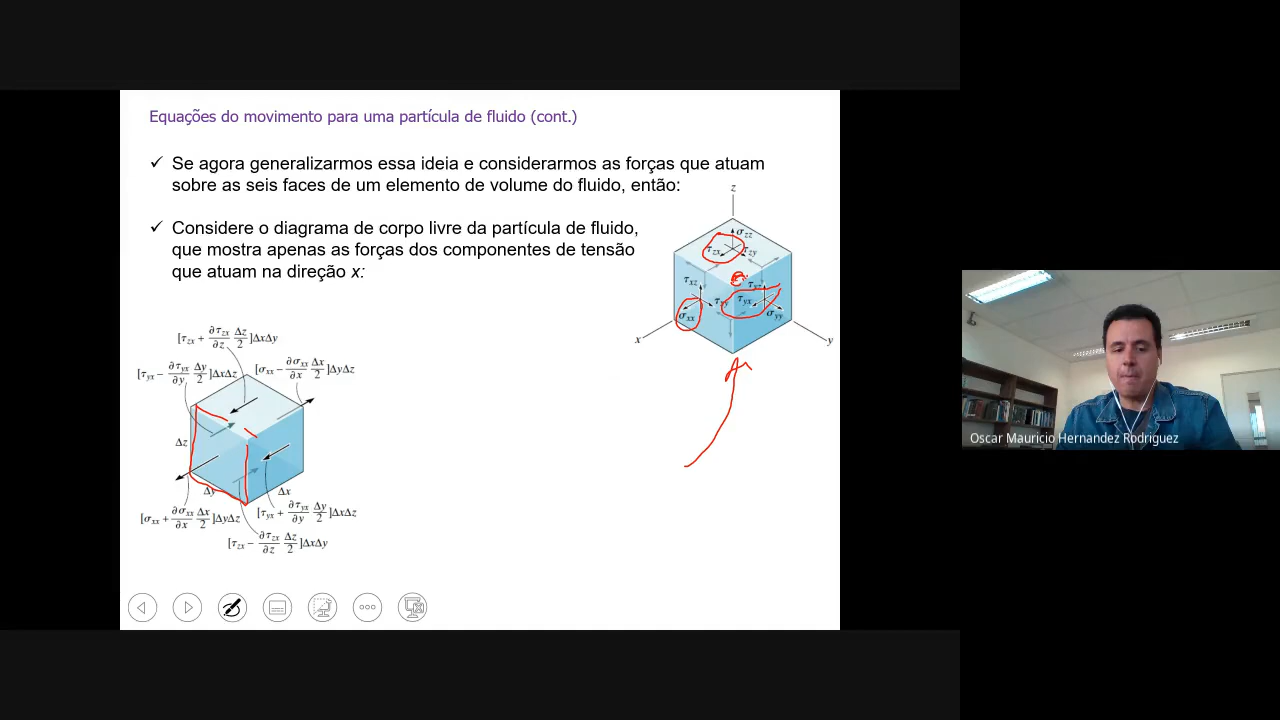 Equações do movimento para uma partícula de fluido (cont.)
✓ Se agora generalizarmos essa ideia e considerarmos as forças que atuam
sobre as seis faces de um elemento de volume do fluido, então:
✓ Considere o diagrama de corpo livre da partícula de fluido,
que mostra apenas as forças dos componentes de tensão
que atuam na direção x:
z
σzz
τzx
τzy
τxz
τyx
σxx
σyy
x
y
[τzx + ∂τzx/∂z Δz/2]ΔxΔy
[τyx − ∂τyx/∂y Δy/2]ΔxΔz
[σxx − ∂σxx/∂x Δx/2]ΔyΔz
Δz
Δy
Δx
[σxx + ∂σxx/∂x Δx/2]ΔyΔz
[τyx + ∂τyx/∂y Δy/2]ΔxΔz
[τzx − ∂τzx/∂z Δz/2]ΔxΔy
Oscar Mauricio Hernandez Rodriguez